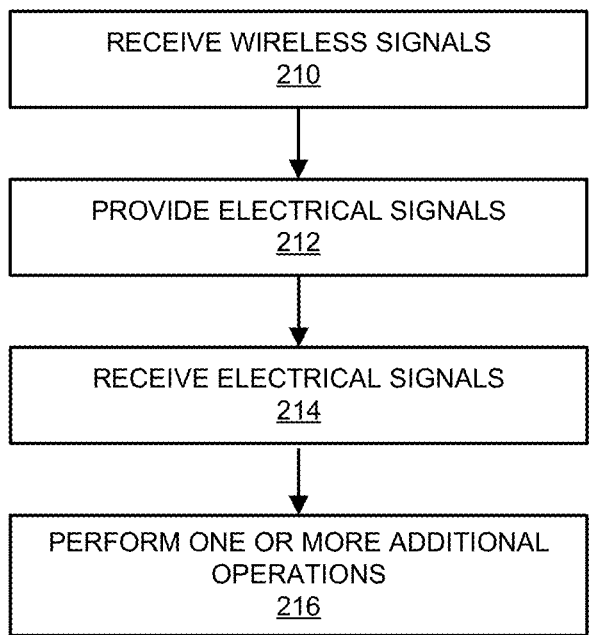 RECEIVE WIRELESS SIGNALS
210
PROVIDE ELECTRICAL SIGNALS
212
RECEIVE ELECTRICAL SIGNALS
214
PERFORM ONE OR MORE ADDITIONAL
OPERATIONS
216